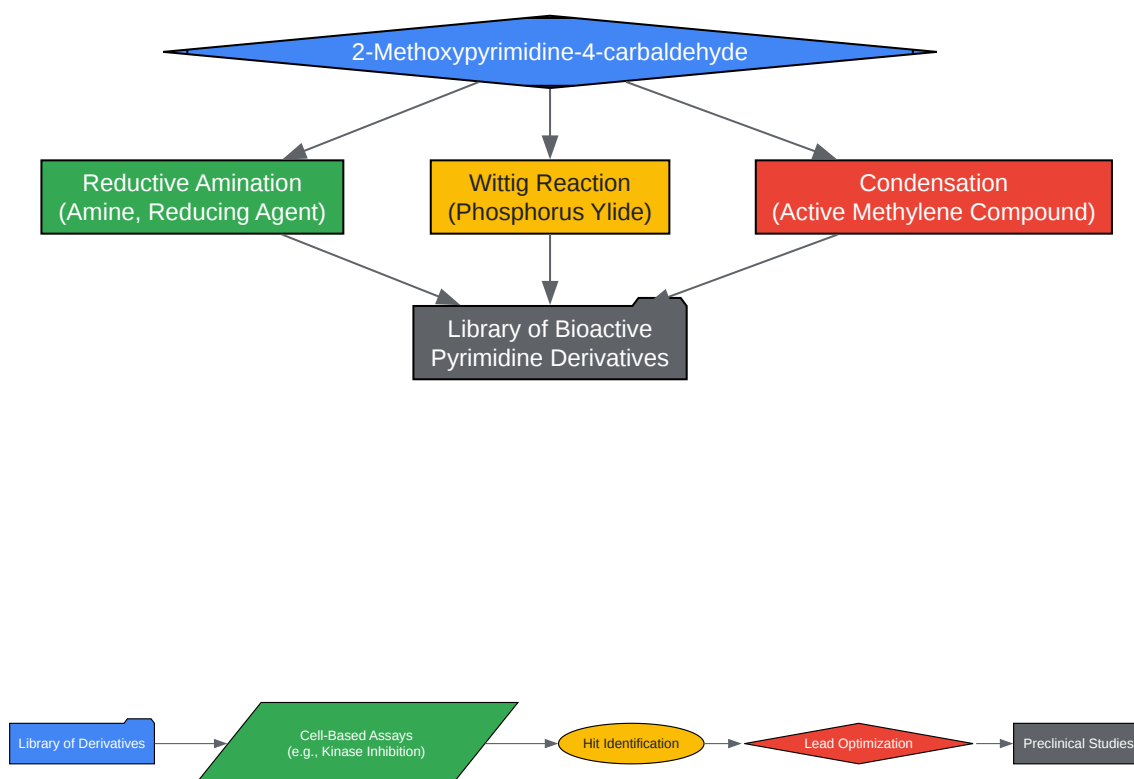 2-Methoxypyrimidine-4-carbaldehyde
Reductive Amination
(Amine, Reducing Agent)
Wittig Reaction
(Phosphorus Ylide)
Condensation
(Active Methylene Compound)
Library of Bioactive
Pyrimidine Derivatives
Library of Derivatives
Cell-Based Assays
(e.g., Kinase Inhibition)
Hit Identification
Lead Optimization
Preclinical Studies